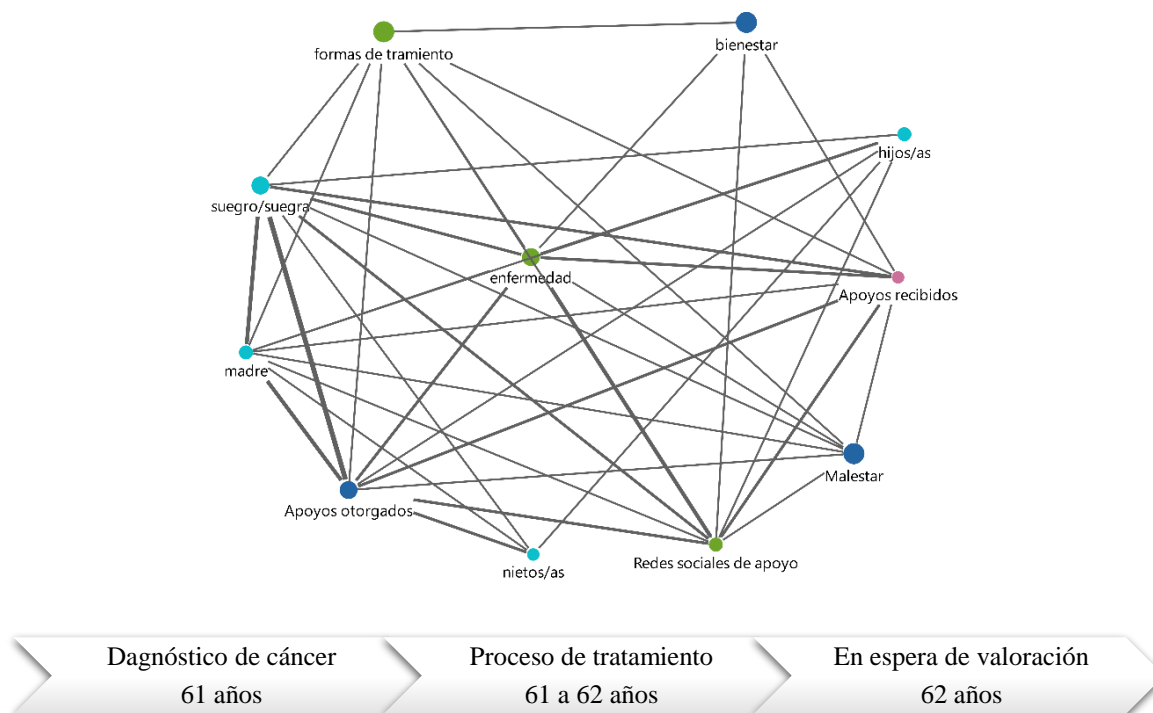 formas de tramiento
bienestar
hijos/as
suegro/suegra
enfermedad
Apoyos recibidos
madre
Malestar
Apoyos otorgados
Redes sociales de apoyo
nietos/as
Dagnóstico de cáncer
61 años
Proceso de tratamiento
61 a 62 años
En espera de valoración
62 años